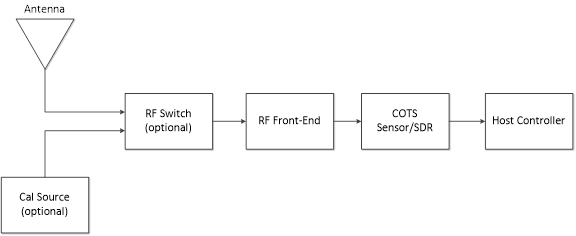 Antenna
RF Switch
(optional)
RF Front-End
COTS
Sensor/SDR
Host Controller
Cal Source
(optional)